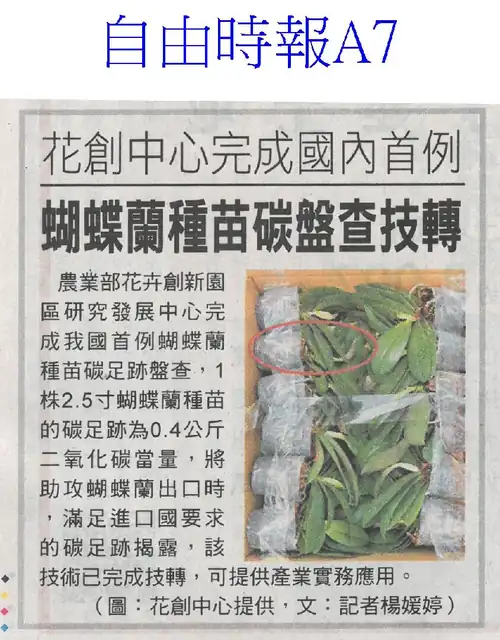 自由時報A7
花創中心完成國內首例
蝴蝶蘭種苗碳盤查技轉
農業部花卉創新園
區研究發展中心完
成我國首例蝴蝶蘭
種苗碳足跡盤查，1
株2.5寸蝴蝶蘭種苗
的碳足跡為0.4公斤
二氧化碳當量，將
助攻蝴蝶蘭出口時
，滿足進口國要求
的碳足跡揭露，該
技術已完成技轉，可提供產業實務應用。
（圖：花創中心提供，文：記者楊媛婷）